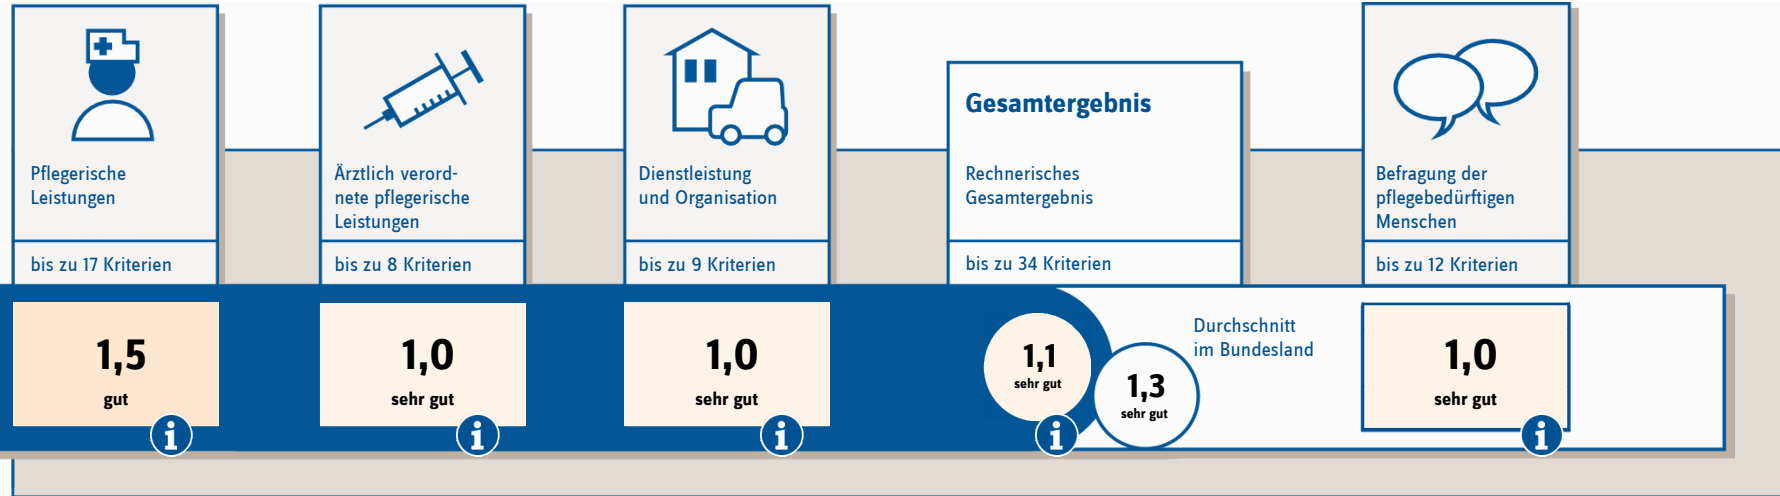 Pflegerische
Leistungen
bis zu 17 Kriterien
1,5
gut
i
Ärztlich verord-
nete pflegerische
Leistungen
bis zu 8 Kriterien
1,0
sehr gut
i
Dienstleistung
und Organisation
bis zu 9 Kriterien
1,0
sehr gut
i
Gesamtergebnis
Rechnerisches
Gesamtergebnis
bis zu 34 Kriterien
1,1
sehr gut
i
1,3
sehr gut
Durchschnitt
im Bundesland
Befragung der
pflegebedürftigen
Menschen
bis zu 12 Kriterien
1,0
sehr gut
i